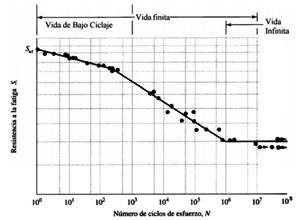 Vida finita
Vida de Bajo Ciclaje
Vida
Infinita
Sut
Resistencia a la fatiga S
10⁰ 10¹ 10² 10³ 10⁴ 10⁵ 10⁶ 10⁷ 10⁸
Número de ciclos de esfuerzo, N